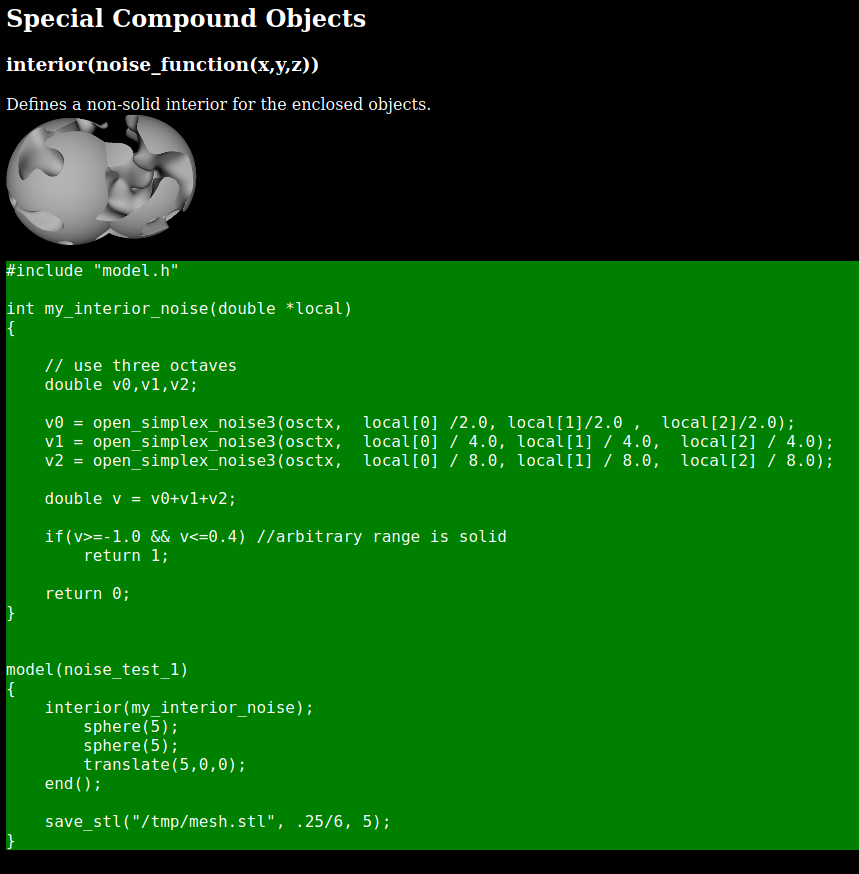 Special Compound Objects
interior(noise_function(x,y,z))
Defines a non-solid interior for the enclosed objects.
#include "model.h"
int my_interior_noise(double *local)
{
    // use three octaves
    double v0,v1,v2;
    v0 = open_simplex_noise3(osctx,  local[0] /2.0, local[1]/2.0 ,  local[2]/2.0);
    v1 = open_simplex_noise3(osctx,  local[0] / 4.0, local[1] / 4.0,  local[2] / 4.0);
    v2 = open_simplex_noise3(osctx,  local[0] / 8.0, local[1] / 8.0,  local[2] / 8.0);
    double v = v0+v1+v2;
    if(v>=-1.0 && v<=0.4) //arbitrary range is solid
        return 1;
    return 0;
}
model(noise_test_1)
{
    interior(my_interior_noise);
        sphere(5);
        sphere(5);
        translate(5,0,0);
    end();
    save_stl("/tmp/mesh.stl", .25/6, 5);
}